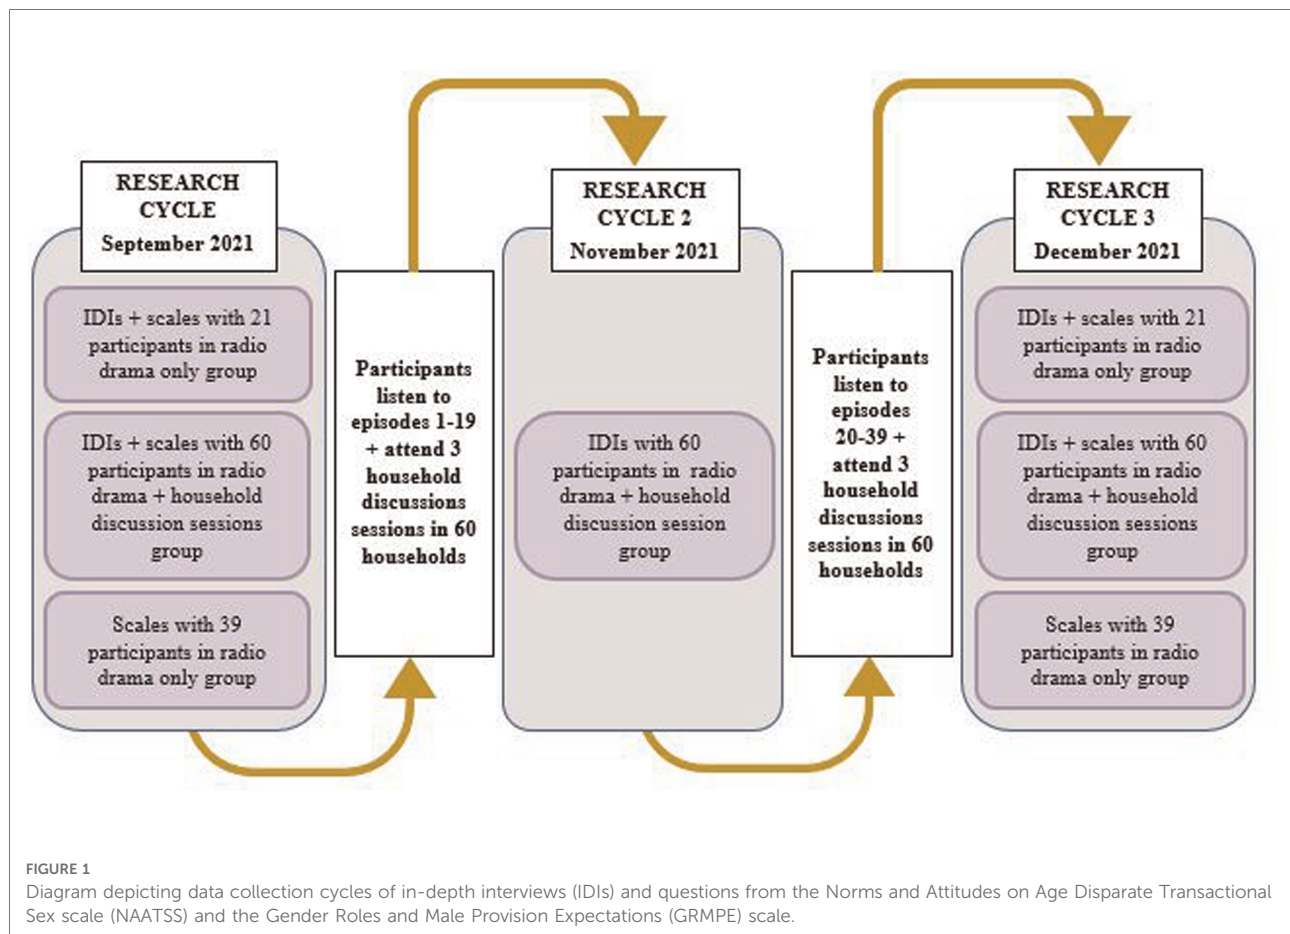 RESEARCH
CYCLE
September 2021
IDIs + scales with 21
participants in radio
drama only group
IDIs + scales with 60
participants in radio
drama + household
discussion sessions
group
Scales with 39
participants in radio
drama only group
Participants
listen to
episodes 1-19
+ attend 3
household
discussions
sessions in 60
households
RESEARCH
CYCLE 2
November 2021
IDIs with 60
participants in radio
drama + household
discussion session
group
Participants
listen to
episodes
20-39 +
attend 3
household
discussions
sessions in 60
households
RESEARCH
CYCLE 3
December 2021
IDIs + scales with 21
participants in radio
drama only group
IDIs + scales with 60
participants in radio
drama + household
discussion sessions
group
Scales with 39
participants in radio
drama only group
FIGURE 1
Diagram depicting data collection cycles of in-depth interviews (IDIs) and questions from the Norms and Attitudes on Age Disparate Transactional
Sex scale (NAATSS) and the Gender Roles and Male Provision Expectations (GRMPE) scale.